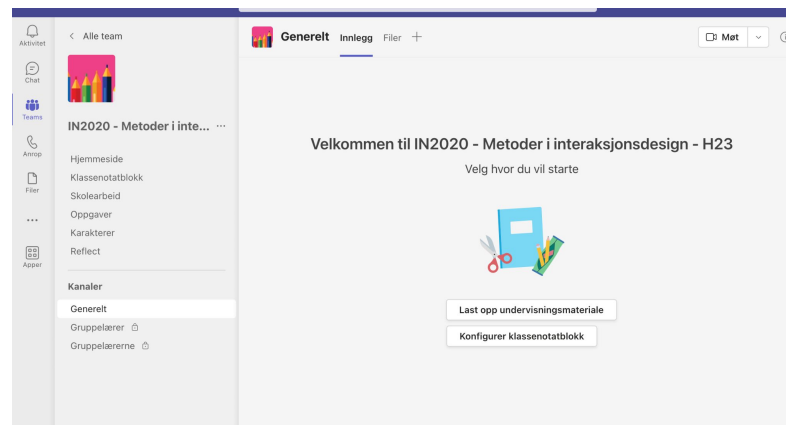 Aktivitet
Chat
Teams
Anrop
Filer
Apper
Alle team
IN2020 - Metoder i inte... ...
Hjemmeside
Klassenotatblokk
Skolearbeid
Oppgaver
Karakterer
Reflect
Kanaler
Generelt
Gruppelærer
Gruppelærerne
Generelt Innlegg Filer
Møt
Velkommen til IN2020 - Metoder i interaksjonsdesign - H23
Velg hvor du vil starte
Last opp undervisningsmateriale
Konfigurer klassenotatblokk